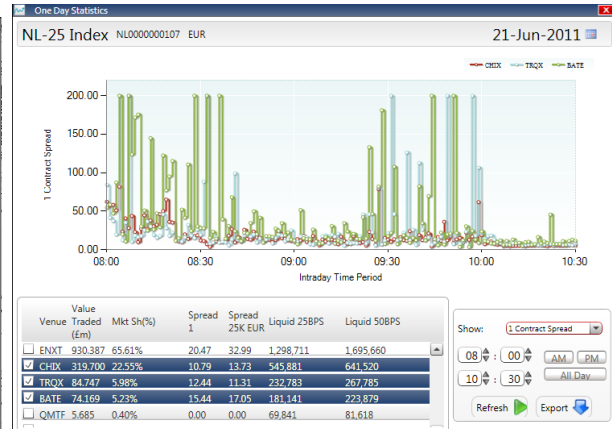 One Day Statistics
NL-25 Index NL0000000107 EUR 21-Jun-2011
CHIX TRQX BATE
200.00
150.00
100.00
50.00
0.00
1 Contract Spread
08:00 08:30 09:00 09:30 10:00 10:30
Intraday Time Period
Venue Value Traded (£m) Mkt Sh(%) Spread 1 Spread 25K EUR Liquid 25BPS Liquid 50BPS
ENXT 930.387 65.61% 20.47 32.99 1,298,711 1,695,660
CHIX 319.700 22.55% 10.79 13.73 545,881 641,520
TRQX 84.747 5.98% 12.44 11.31 232,783 267,785
BATE 74.169 5.23% 15.44 17.05 181,141 223,879
QMTF 5.685 0.40% 0.00 0.00 69,841 81,618
Show: 1 Contract Spread
08 : 00 AM PM
10 : 30 All Day
Refresh Export